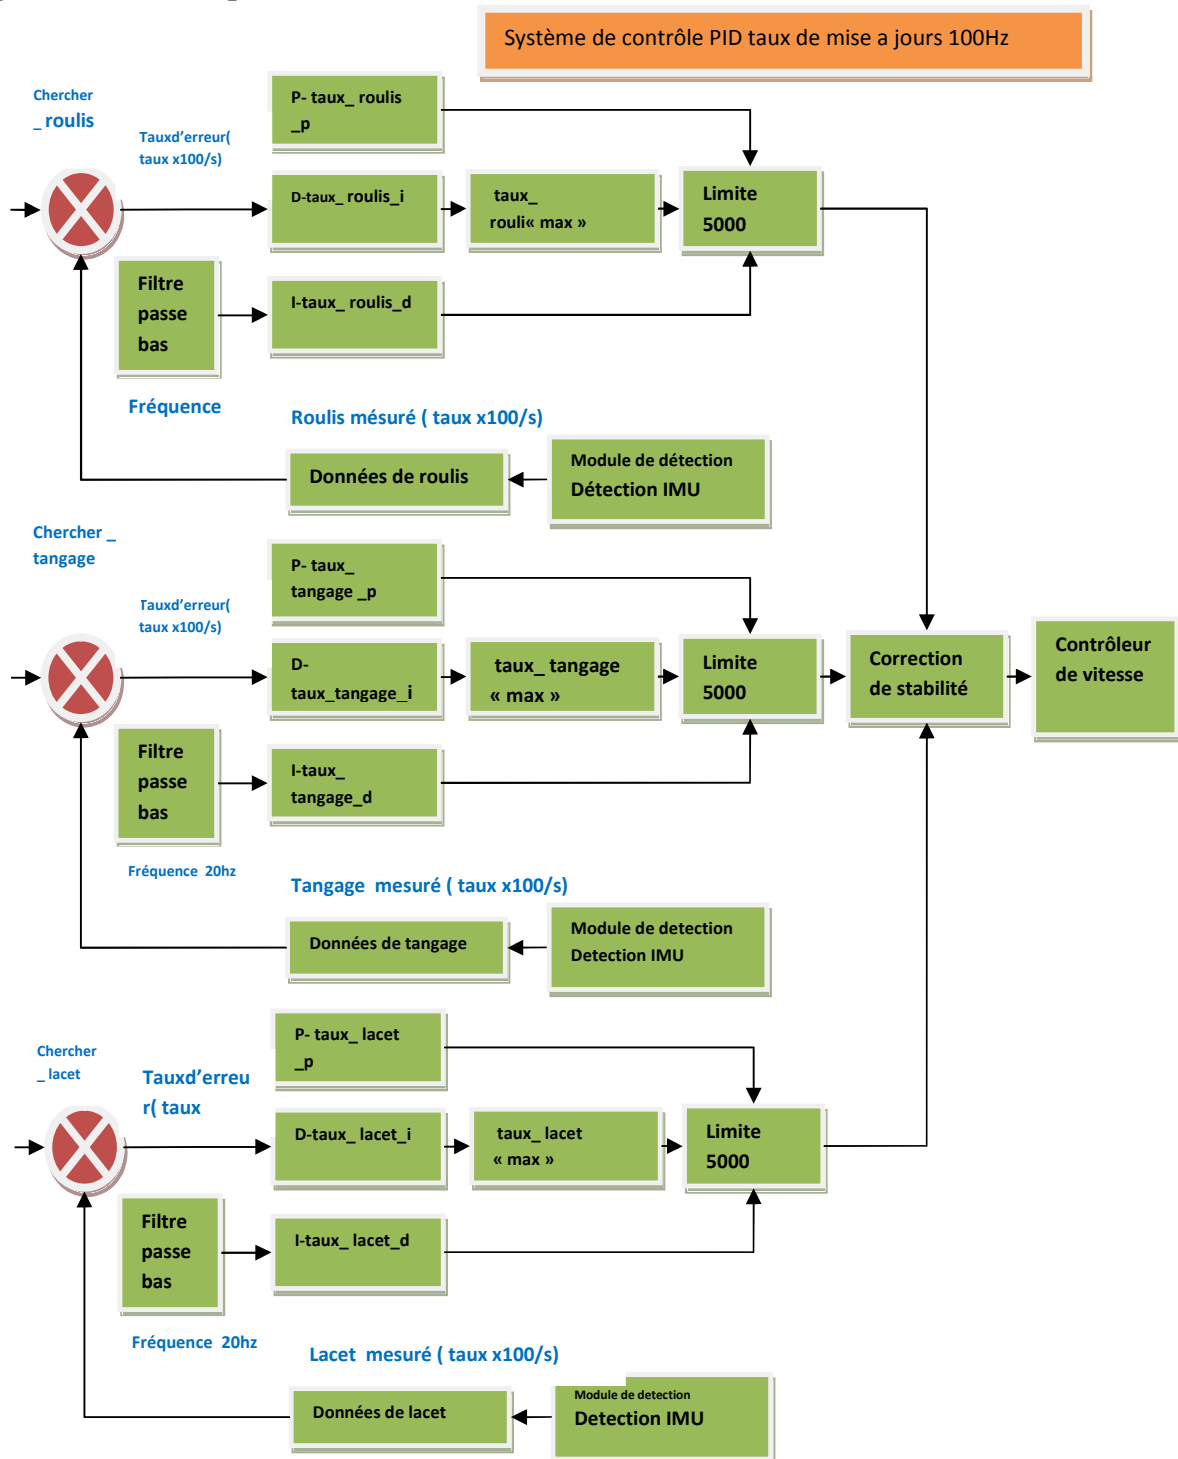 Système de contrôle PID taux de mise a jours 100Hz
Chercher
_ roulis
Tauxd'erreur(
taux x100/s)
P- taux_ roulis
_p
D-taux_ roulis_i
taux_
rouli« max »
Limite
5000
Filtre
passe
bas
I-taux_ roulis_d
Fréquence
Roulis mésuré ( taux x100/s)
Données de roulis
Module de détection
Détection IMU
Chercher _
tangage
Tauxd'erreur(
taux x100/s)
P- taux_
tangage _p
D-
taux_tangage_i
taux_ tangage
« max »
Limite
5000
Correction
de stabilité
Contrôleur
de vitesse
Filtre
passe
bas
I-taux_
tangage_d
Fréquence 20hz
Tangage mesuré ( taux x100/s)
Données de tangage
Module de detection
Detection IMU
Chercher
_ lacet
Tauxd'erreu
r( taux
P- taux_ lacet
_p
D-taux_ lacet_i
taux_ lacet
« max »
Limite
5000
Filtre
passe
bas
I-taux_ lacet_d
Fréquence 20hz
Lacet mesuré ( taux x100/s)
Données de lacet
Module de detection
Detection IMU